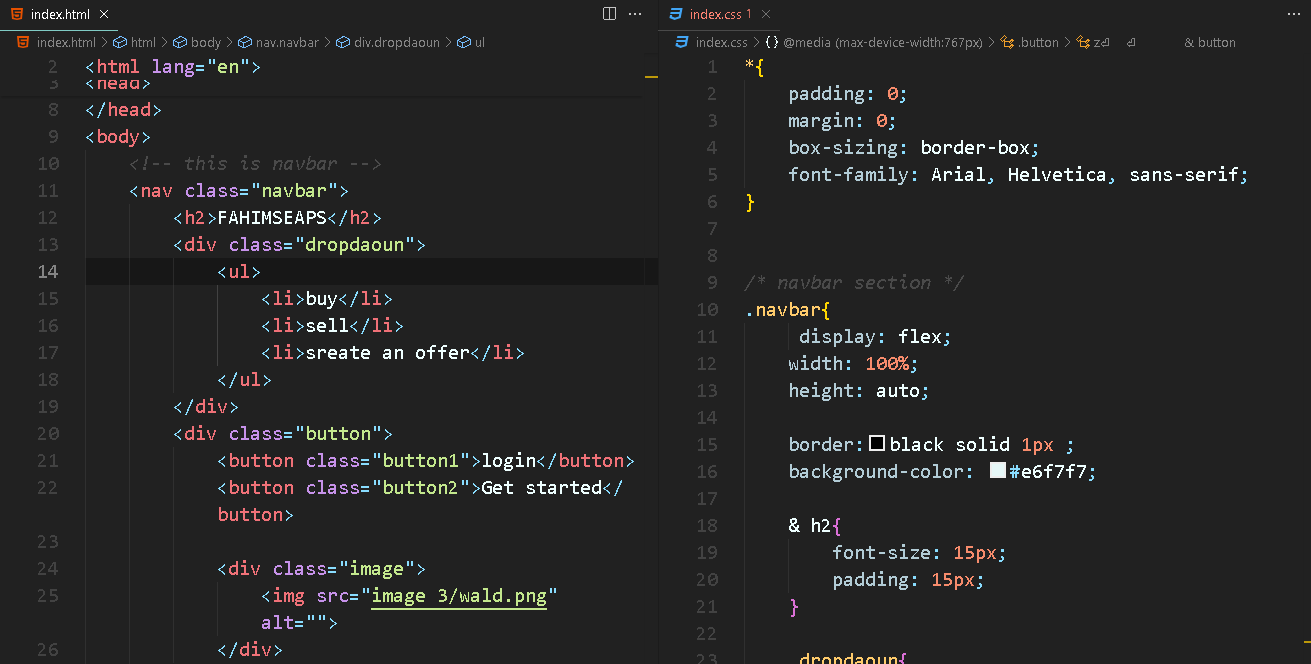 index.html
index.html > html > body > nav.navbar > div.dropdaoun > ul
2 <html lang="en">
3 <head>
8 </head>
9 <body>
10 <!-- this is navbar -->
11 <nav class="navbar">
12 <h2>FAHIMSEAPS</h2>
13 <div class="dropdaoun">
14 <ul>
15 <li>buy</li>
16 <li>sell</li>
17 <li>sreate an offer</li>
18 </ul>
19 </div>
20 <div class="button">
21 <button class="button1">login</button>
22 <button class="button2">Get started</
button>
23
24 <div class="image">
25 <img src="image 3/wald.png"
alt="">
26 </div>
index.css 1
index.css > {} @media (max-device-width:767px) > .button > z⏎ ⏎ & button
1 *{
2 padding: 0;
3 margin: 0;
4 box-sizing: border-box;
5 font-family: Arial, Helvetica, sans-serif;
6 }
7
8
9 /* navbar section */
10 .navbar{
11 display: flex;
12 width: 100%;
13 height: auto;
14
15 border: black solid 1px ;
16 background-color: #e6f7f7;
17
18 & h2{
19 font-size: 15px;
20 padding: 15px;
21 }
22
23 dropdaoun{